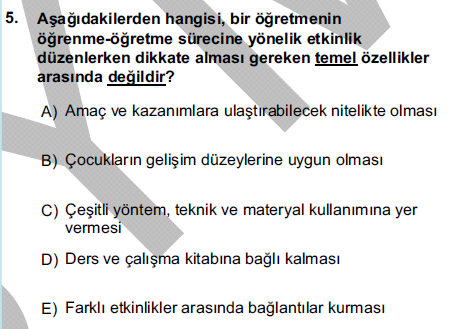 5. Aşağıdakilerden hangisi, bir öğretmenin
öğrenme-öğretme sürecine yönelik etkinlik
düzenlerken dikkate alması gereken temel özellikler
arasında değildir?
A) Amaç ve kazanımlara ulaştırabilecek nitelikte olması
B) Çocukların gelişim düzeylerine uygun olması
C) Çeşitli yöntem, teknik ve materyal kullanımına yer
vermesi
D) Ders ve çalışma kitabına bağlı kalması
E) Farklı etkinlikler arasında bağlantılar kurması